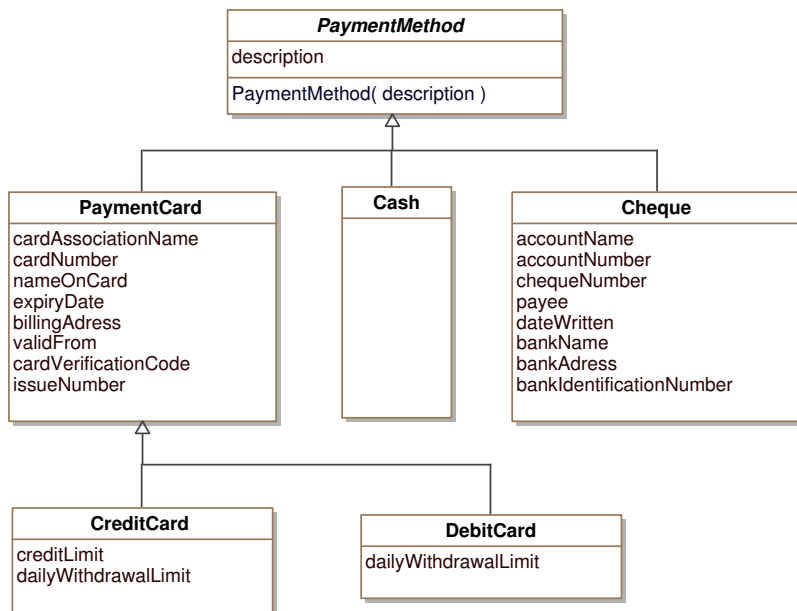 PaymentMethod
description
PaymentMethod( description )
PaymentCard
cardAssociationName
cardNumber
nameOnCard
expiryDate
billingAdress
validFrom
cardVerificationCode
issueNumber
Cash
Cheque
accountName
accountNumber
chequeNumber
payee
dateWritten
bankName
bankAdress
bankIdentificationNumber
CreditCard
creditLimit
dailyWithdrawalLimit
DebitCard
dailyWithdrawalLimit